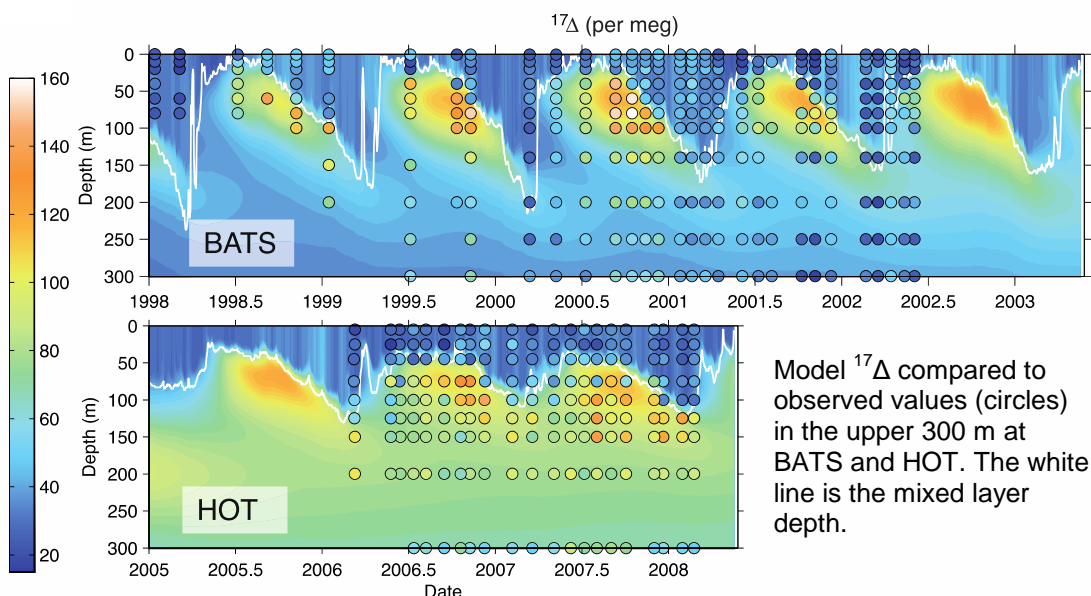 ¹⁷Δ (per meg)
160
140
120
100
80
60
40
20
0
50
100
150
200
250
300
Depth (m)
BATS
1998 1998.5 1999 1999.5 2000 2000.5 2001 2001.5 2002 2002.5 2003
0
50
100
150
200
250
300
Depth (m)
HOT
2005 2005.5 2006 2006.5 2007 2007.5 2008
Date
Model ¹⁷Δ compared to
observed values (circles)
in the upper 300 m at
BATS and HOT. The white
line is the mixed layer
depth.